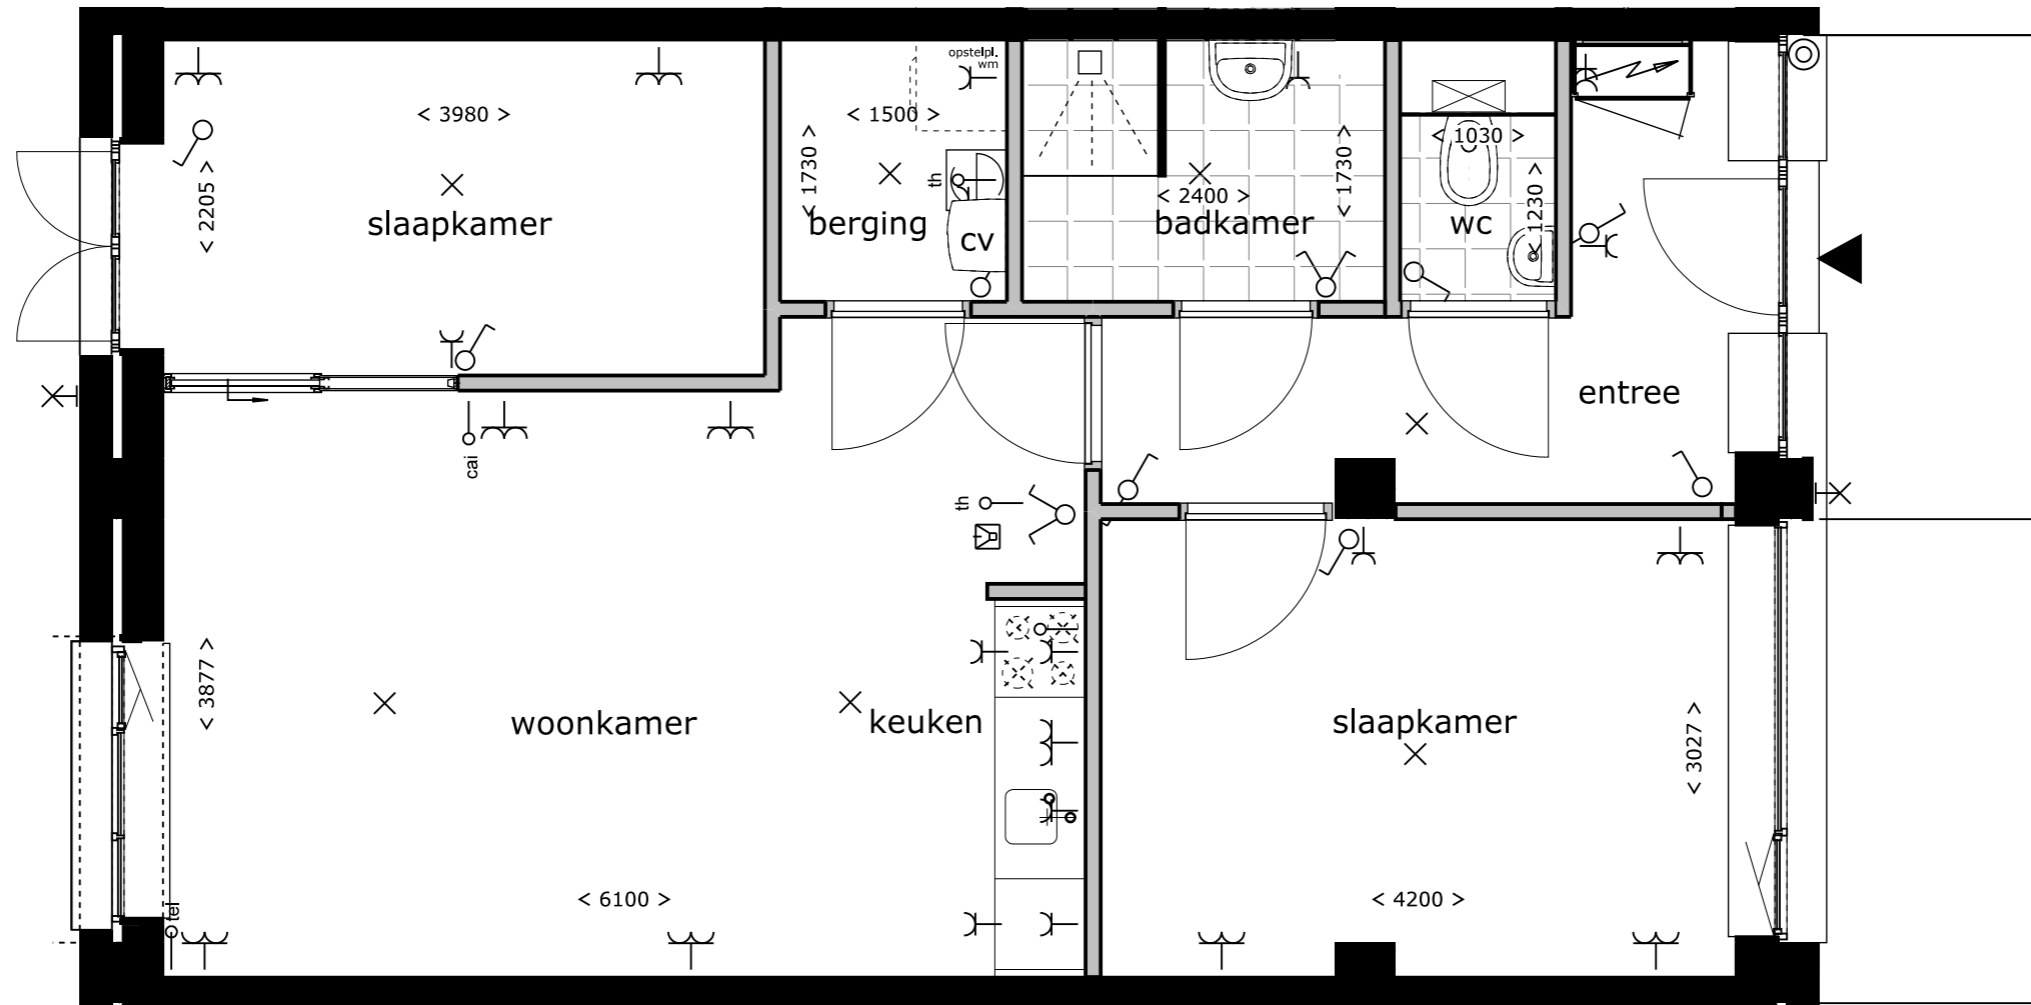 opstelpl.
wm
< 3980 >
< 1500 >
< 1730 >
< 2205 >
th
slaapkamer
berging
cv
< 2400 >
badkamer
< 1730 >
< 1030 >
< 1230 >
wc
entree
cai
th
< 3877 >
woonkamer
keuken
slaapkamer
< 3027 >
< 6100 >
< 4200 >
tel